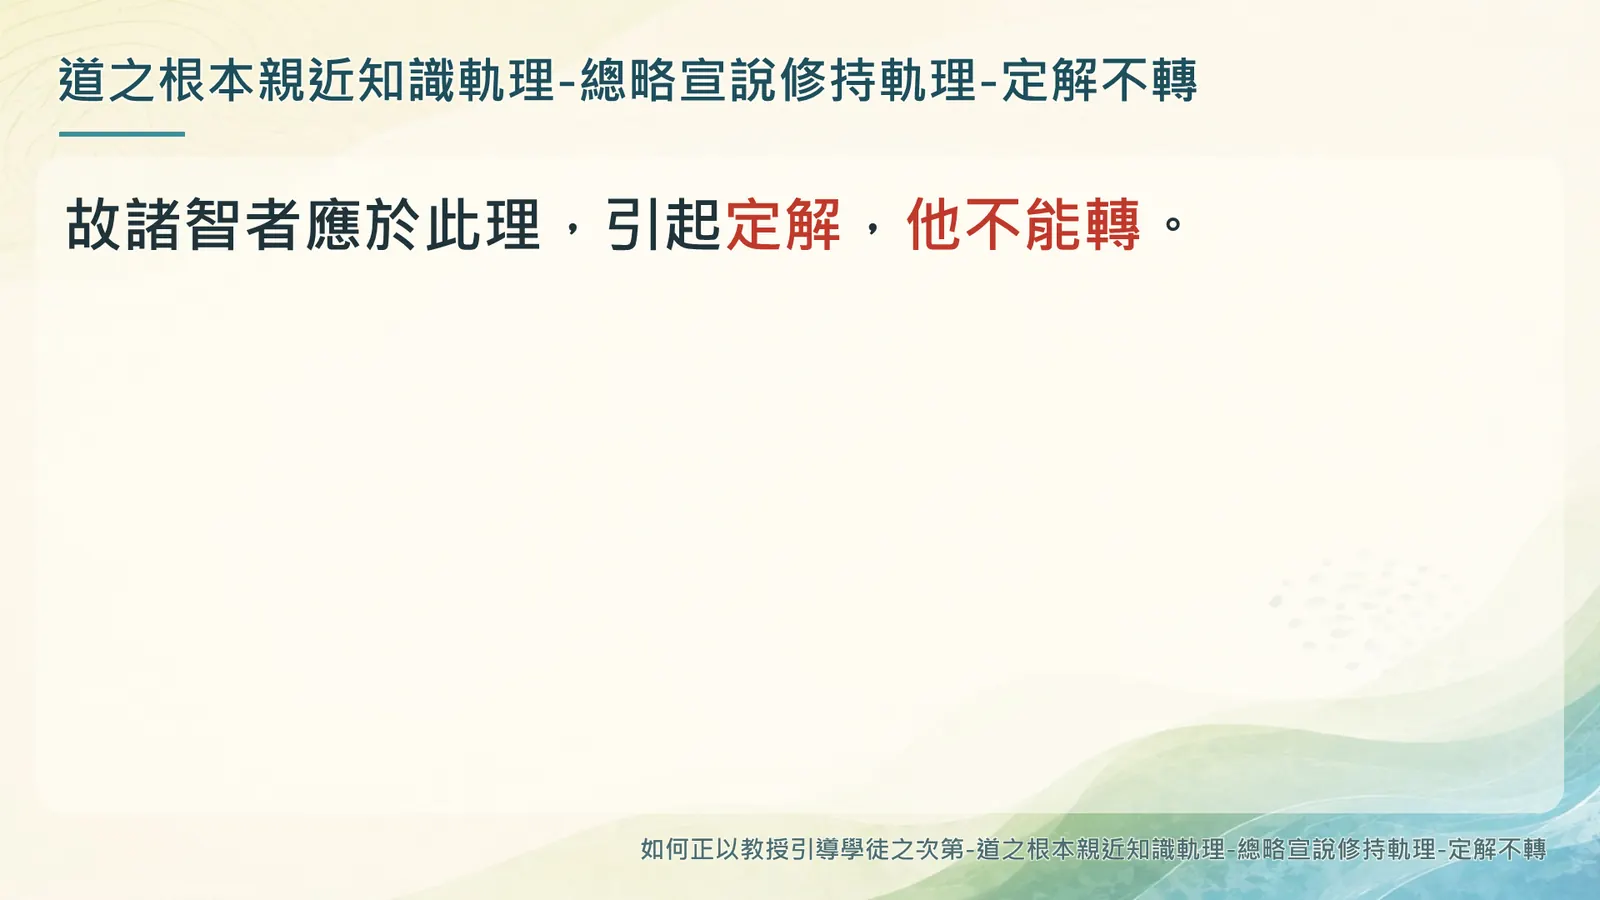 道之根本親近知識軌理-總略宣說修持軌理-定解不轉
故諸智者應於此理，引起定解，他不能轉。
如何正以教授引導學徒之次第-道之根本親近知識軌理-總略宣說修持軌理-定解不轉